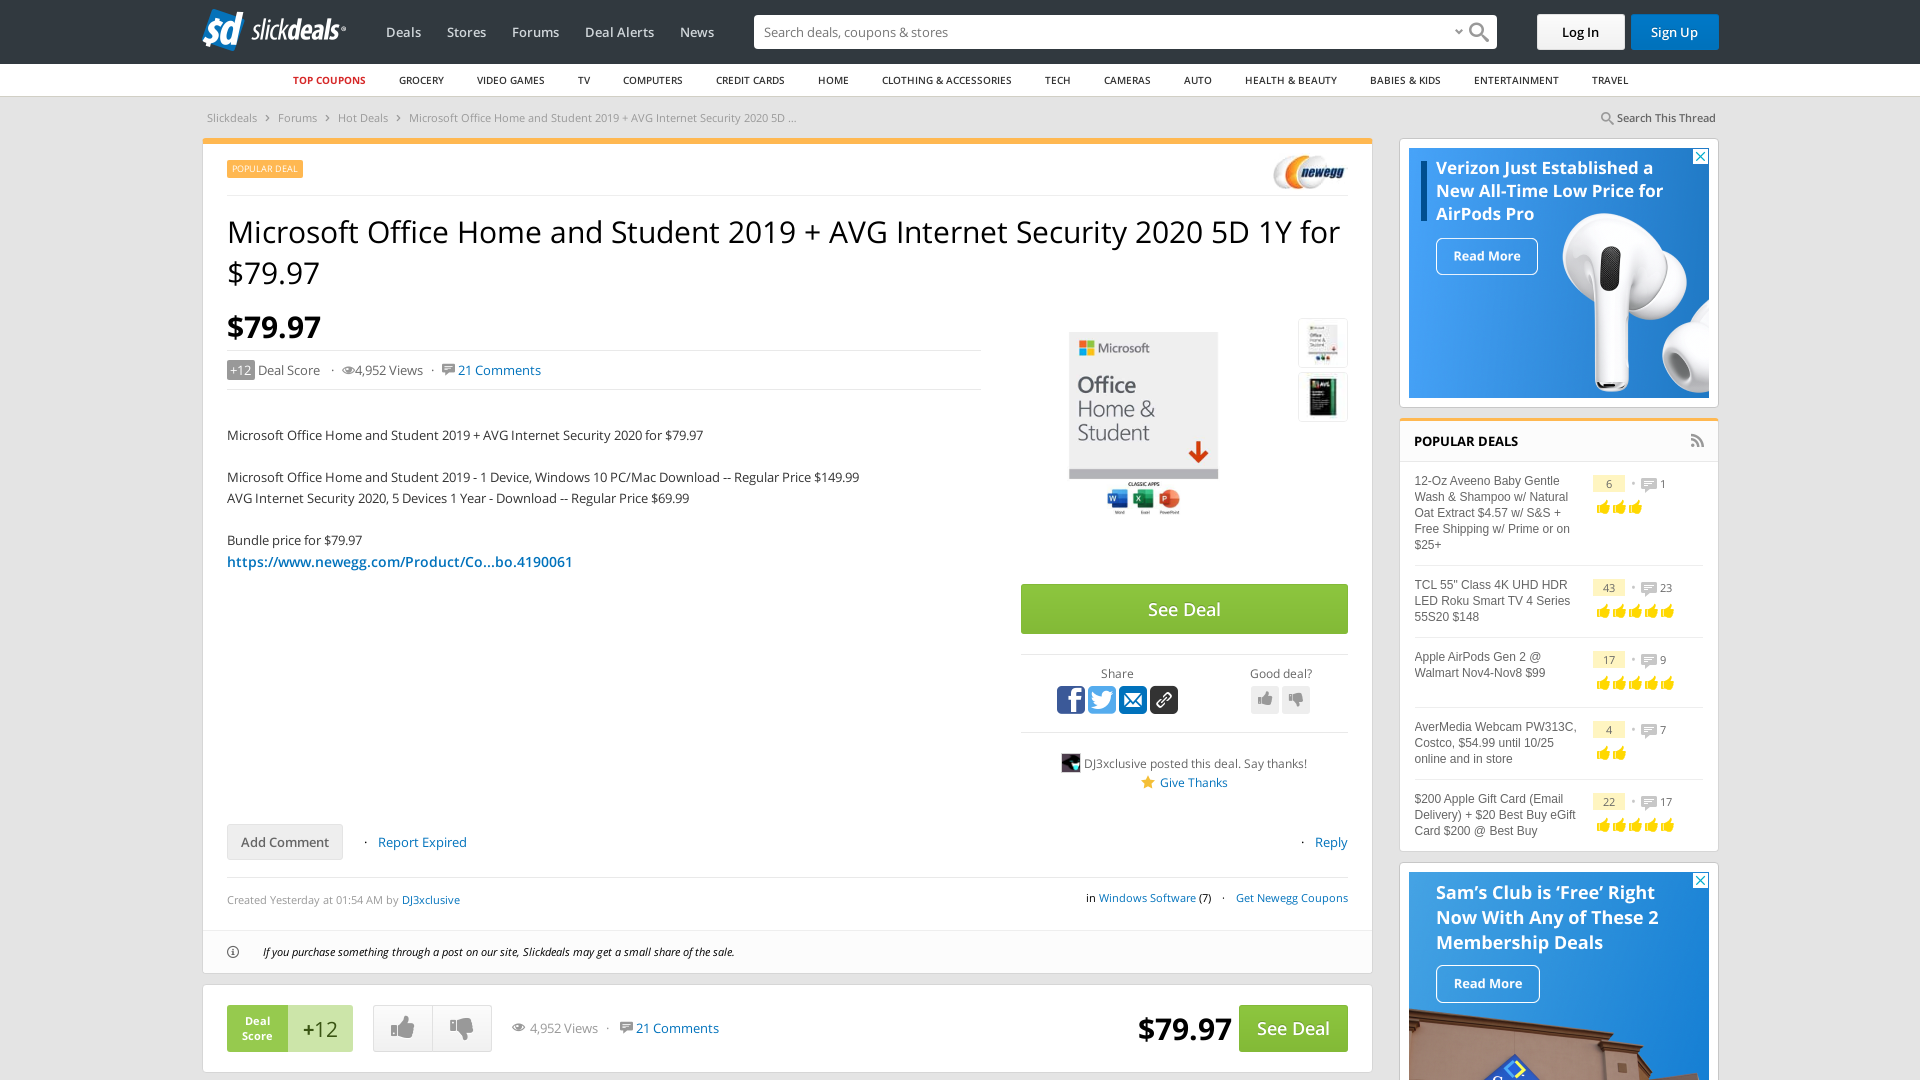 slickdeals
Deals
Stores
Forums
Deal Alerts
News
Search deals, coupons & stores
Log In
Sign Up
TOP COUPONS
GROCERY
VIDEO GAMES
TV
COMPUTERS
CREDIT CARDS
HOME
CLOTHING & ACCESSORIES
TECH
CAMERAS
AUTO
HEALTH & BEAUTY
BABIES & KIDS
ENTERTAINMENT
TRAVEL
Slickdeals › Forums › Hot Deals › Microsoft Office Home and Student 2019 + AVG Internet Security 2020 5D ...
Search This Thread
POPULAR DEAL
newegg
Microsoft Office Home and Student 2019 + AVG Internet Security 2020 5D 1Y for
$79.97
$79.97
+12 Deal Score · 4,952 Views · 21 Comments
Microsoft Office Home and Student 2019 + AVG Internet Security 2020 for $79.97
Microsoft Office Home and Student 2019 - 1 Device, Windows 10 PC/Mac Download -- Regular Price $149.99
AVG Internet Security 2020, 5 Devices 1 Year - Download -- Regular Price $69.99
Bundle price for $79.97
https://www.newegg.com/Product/Co...bo.4190061
Microsoft
Office
Home &
Student
CLASSIC APPS
Word Excel PowerPoint
See Deal
Share
Good deal?
DJ3xclusive posted this deal. Say thanks!
Give Thanks
Add Comment
· Report Expired
· Reply
Created Yesterday at 01:54 AM by DJ3xclusive
in Windows Software (7) · Get Newegg Coupons
If you purchase something through a post on our site, Slickdeals may get a small share of the sale.
Deal
Score
+12
4,952 Views · 21 Comments
$79.97
See Deal
Verizon Just Established a
New All-Time Low Price for
AirPods Pro
Read More
POPULAR DEALS
12-Oz Aveeno Baby Gentle
Wash & Shampoo w/ Natural
Oat Extract $4.57 w/ S&S +
Free Shipping w/ Prime or on
$25+
6 • 1
TCL 55" Class 4K UHD HDR
LED Roku Smart TV 4 Series
55S20 $148
43 • 23
Apple AirPods Gen 2 @
Walmart Nov4-Nov8 $99
17 • 9
AverMedia Webcam PW313C,
Costco, $54.99 until 10/25
online and in store
4 • 7
$200 Apple Gift Card (Email
Delivery) + $20 Best Buy eGift
Card $200 @ Best Buy
22 • 17
Sam's Club is 'Free' Right
Now With Any of These 2
Membership Deals
Read More